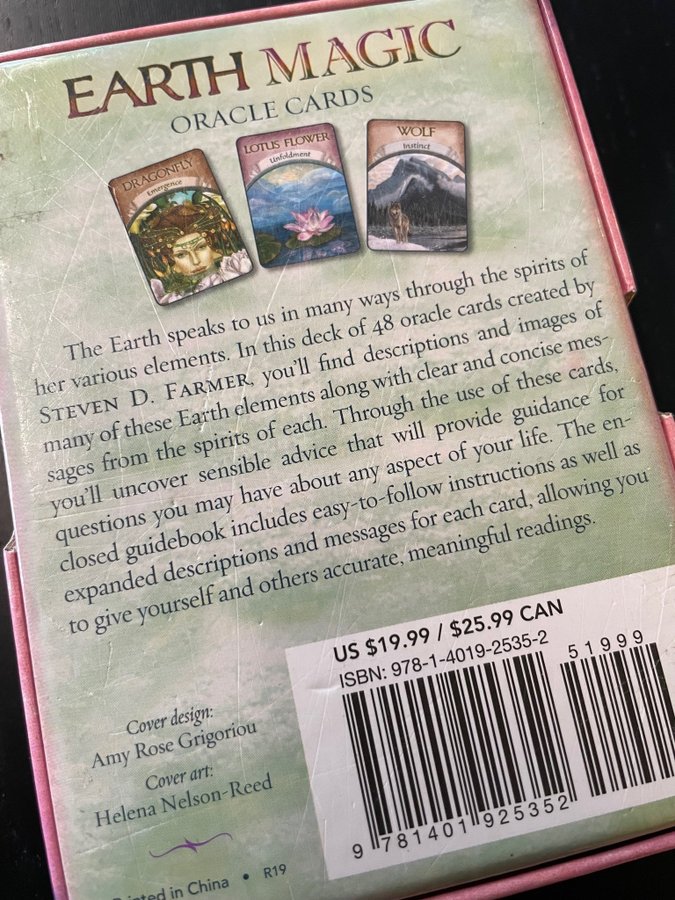 EARTH MAGIC
ORACLE CARDS
DRAGONFLY
Emergence
LOTUS FLOWER
Unfoldment
WOLF
Instinct
The Earth speaks to us in many ways through the spirits of
her various elements. In this deck of 48 oracle cards created by
STEVEN D. FARMER, you'll find descriptions and images of
many of these Earth elements along with clear and concise mes-
sages from the spirits of each. Through the use of these cards,
you'll uncover sensible advice that will provide guidance for
questions you may have about any aspect of your life. The en-
closed guidebook includes easy-to-follow instructions as well as
expanded descriptions and messages for each card, allowing you
to give yourself and others accurate, meaningful readings.
US $19.99 / $25.99 CAN
ISBN: 978-1-4019-2535-2
51999
9 781401 925352
Cover design:
Amy Rose Grigoriou
Cover art:
Helena Nelson-Reed
Printed in China • R19